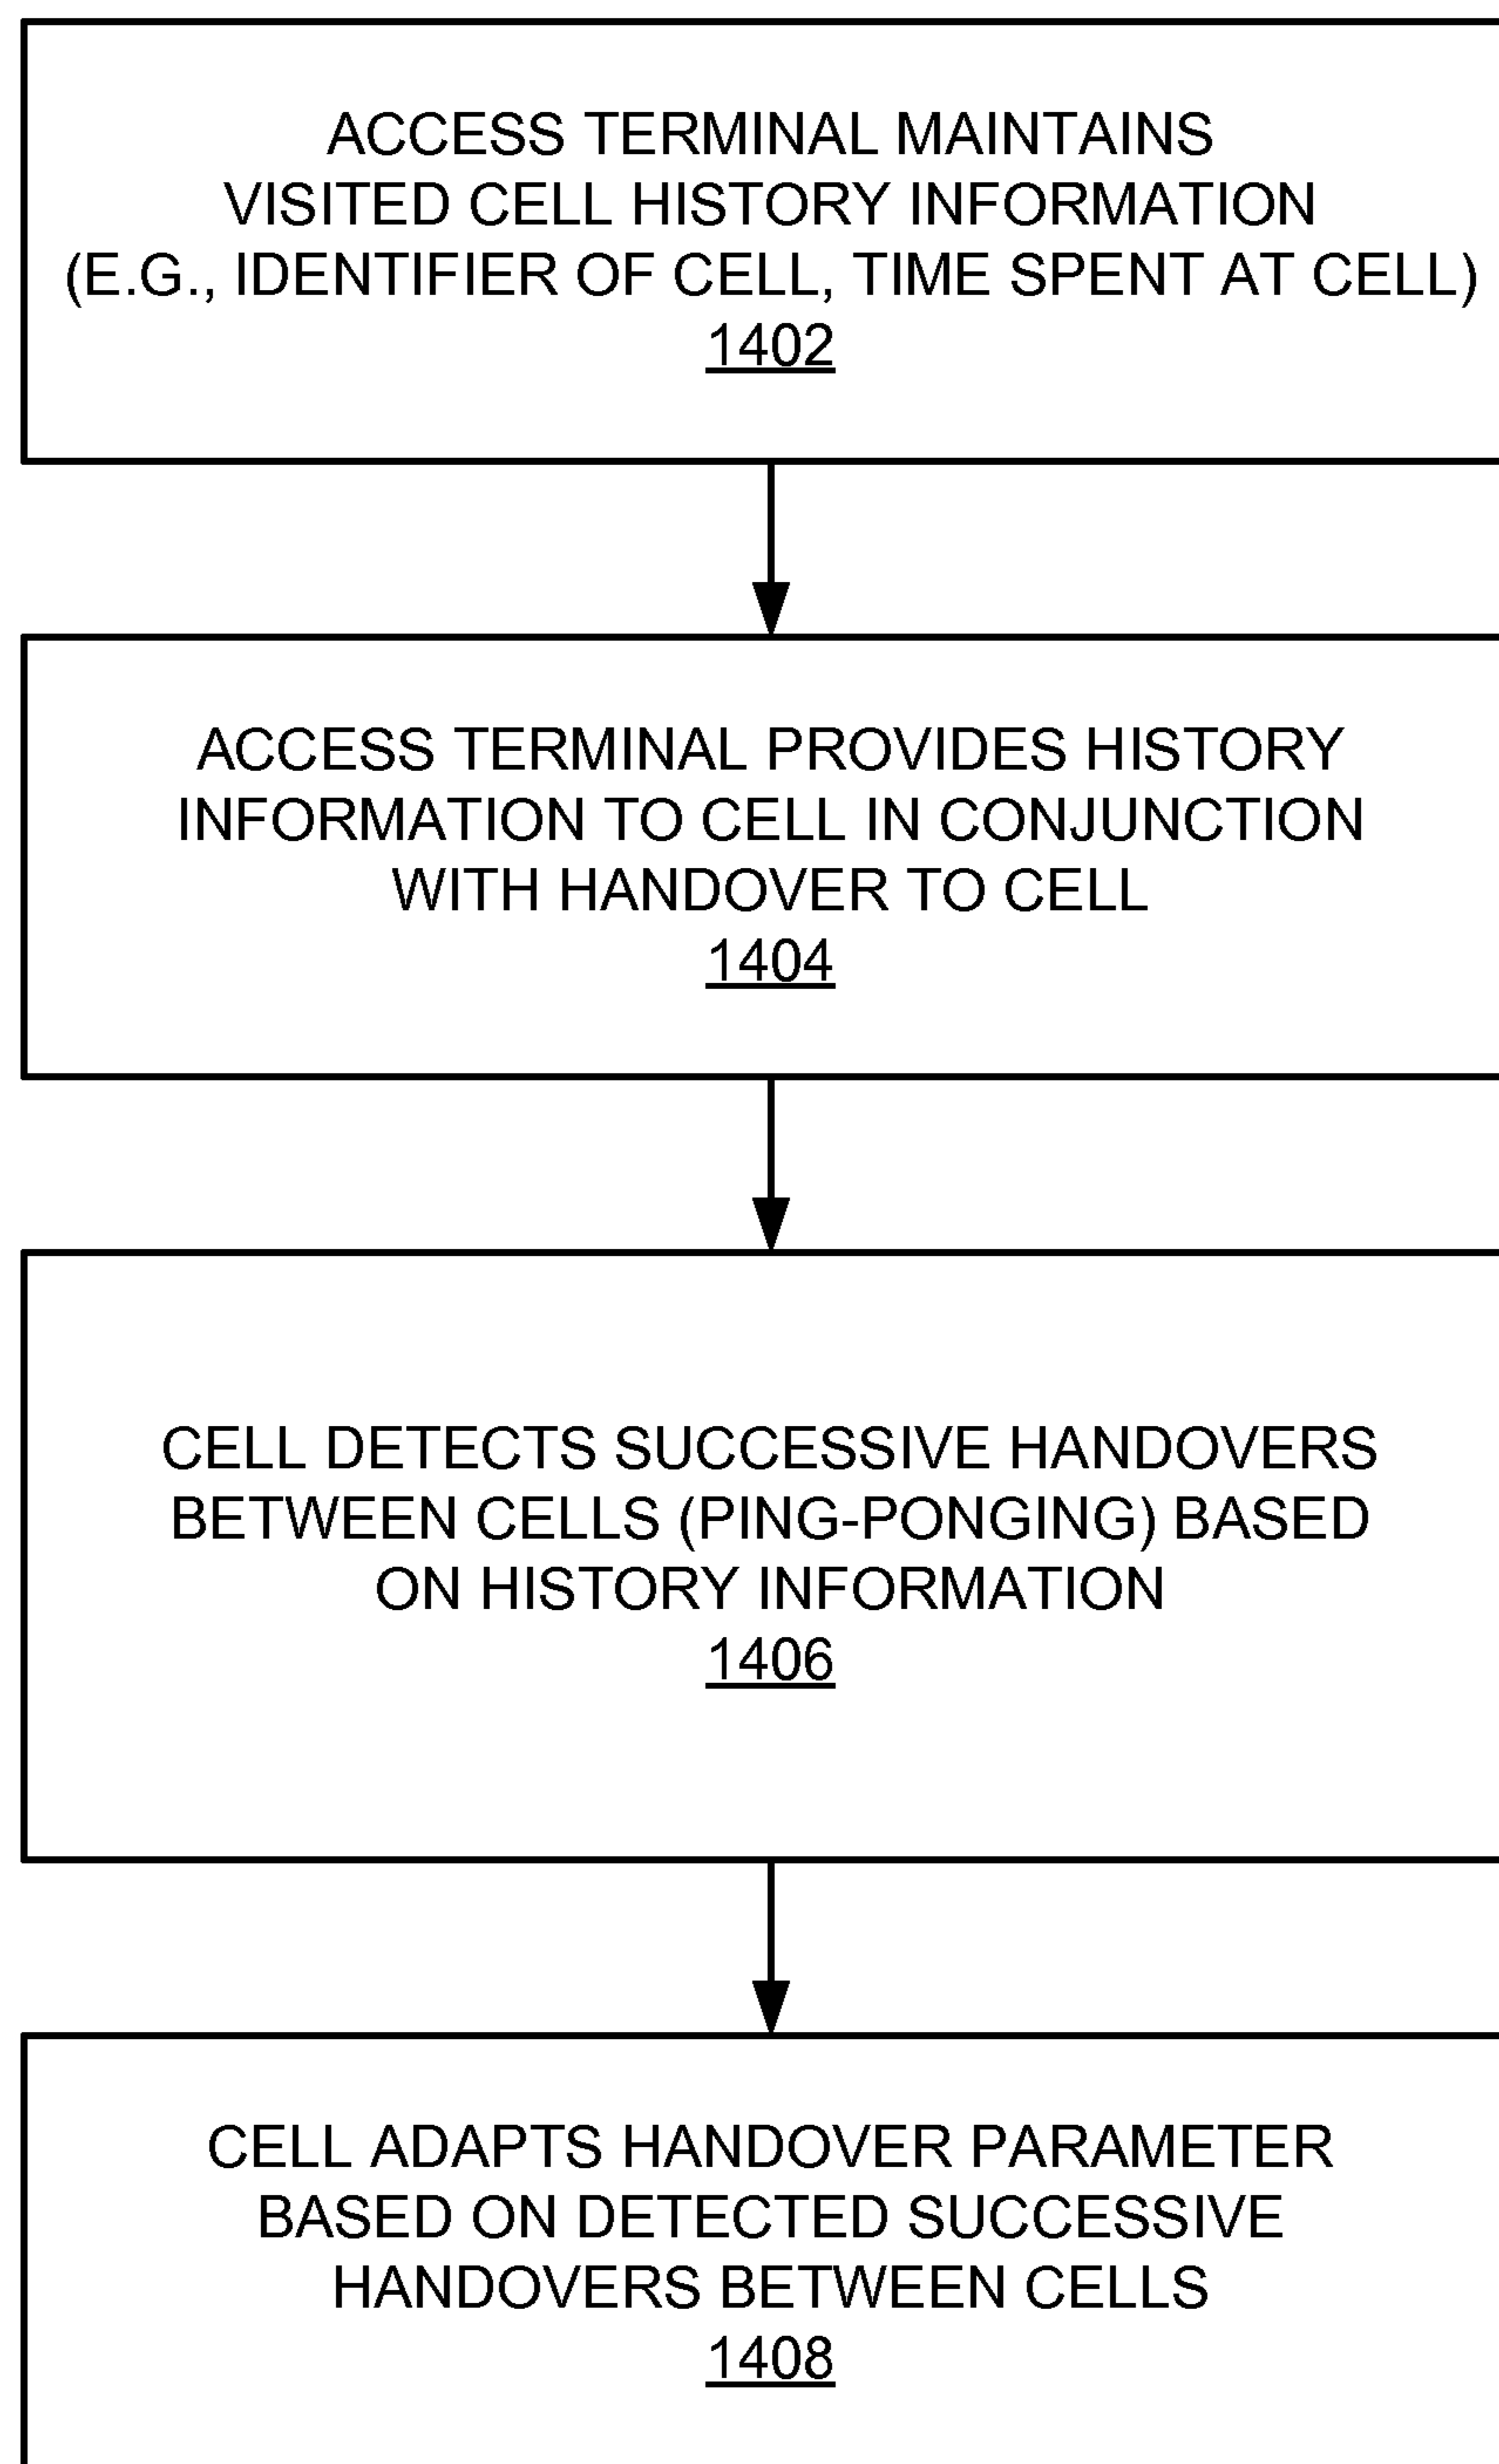 ACCESS TERMINAL MAINTAINS
VISITED CELL HISTORY INFORMATION
(E.G., IDENTIFIER OF CELL, TIME SPENT AT CELL)
1402
ACCESS TERMINAL PROVIDES HISTORY
INFORMATION TO CELL IN CONJUNCTION
WITH HANDOVER TO CELL
1404
CELL DETECTS SUCCESSIVE HANDOVERS
BETWEEN CELLS (PING-PONGING) BASED
ON HISTORY INFORMATION
1406
CELL ADAPTS HANDOVER PARAMETER
BASED ON DETECTED SUCCESSIVE
HANDOVERS BETWEEN CELLS
1408